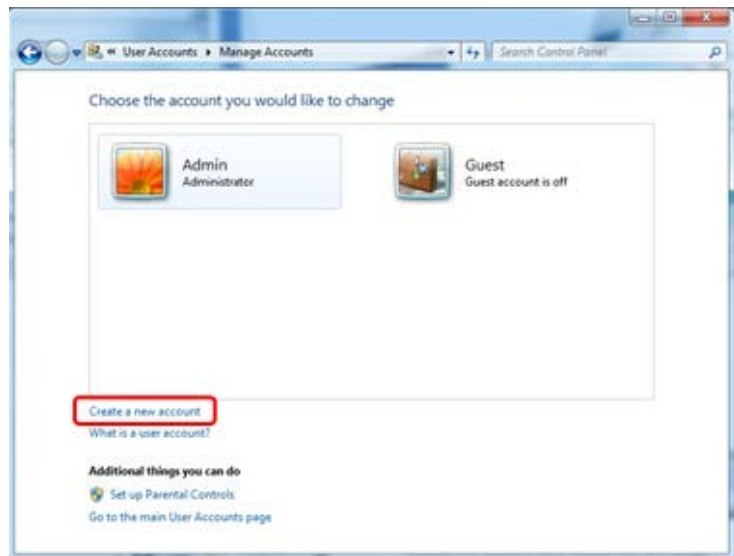 « User Accounts ▸ Manage Accounts
Search Control Panel
Choose the account you would like to change
Admin
Administrator
Guest
Guest account is off
Create a new account
What is a user account?
Additional things you can do
Set up Parental Controls
Go to the main User Accounts page